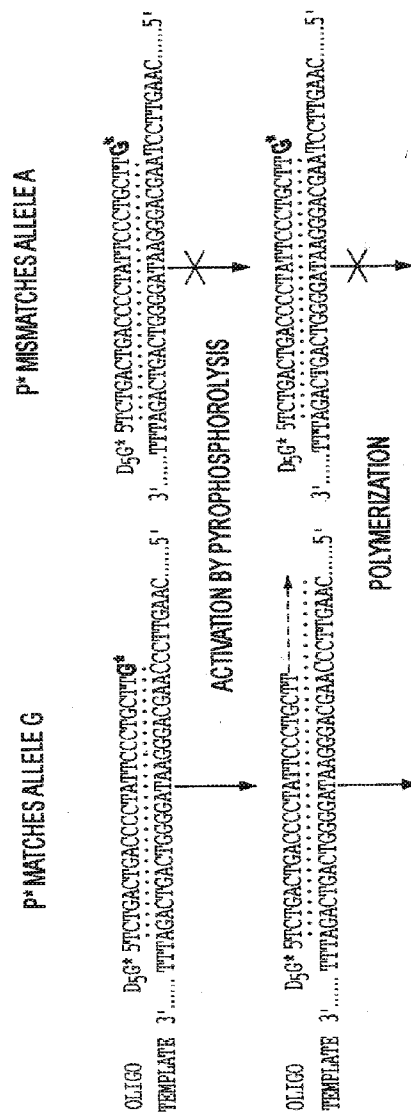 P* MATCHES ALLELE G
P* MISMATCHES ALLELE A
OLIGO D5G* 5'TCTGACTGACCCCTATTCCCTGCTTG*
TEMPLATE 3'...... TTTAGACTGACTGGGGATAAGGGACGAACCCTTGAAC......5'
D5G* 5'TCTGACTGACCCCTATTCCCTGCTTG*
3'......TTTAGACTGACTGGGGATAAGGGACGAATCCTTGAAC......5'
ACTIVATION BY PYROPHOSPHOROLYSIS
OLIGO D5G* 5'TCTGACTGACCCCTATTCCCTGCTT
TEMPLATE 3'...... TTTAGACTGACTGGGGATAAGGGACGAACCCTTGAAC......5'
D5G* 5'TCTGACTGACCCCTATTCCCTGCTTG*
3'......TTTAGACTGACTGGGGATAAGGGACGAATCCTTGAAC......5'
POLYMERIZATION